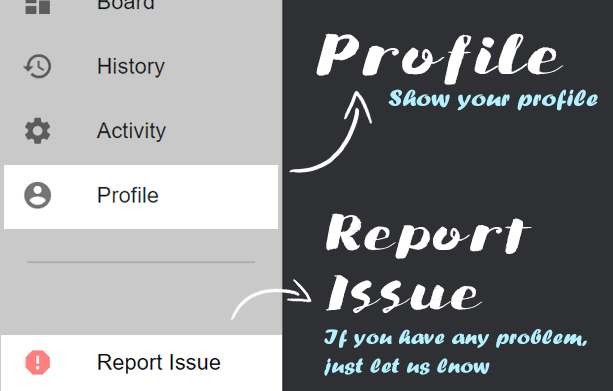 Board
History
Activity
Profile
Report Issue
Profile
Show your profile
Report
Issue
If you have any problem,
just let us lnow